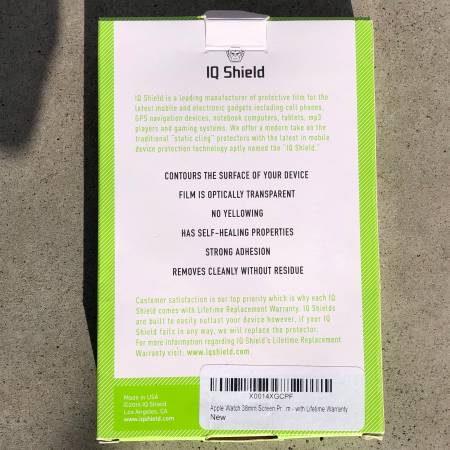 IQ Shield
IQ Shield is a leading manufacturer of protective film for the
latest mobile and electronic gadgets including cell phones,
GPS navigation devices, notebook computers, tablets, mp3
players and gaming systems. We offer a modern take on the
traditional "static cling" protectors with the latest in mobile
device protection technology aptly named the "IQ Shield."
CONTOURS THE SURFACE OF YOUR DEVICE
FILM IS OPTICALLY TRANSPARENT
NO YELLOWING
HAS SELF-HEALING PROPERTIES
STRONG ADHESION
REMOVES CLEANLY WITHOUT RESIDUE
Customer satisfaction is our top priority which is why each IQ
Shield comes with Lifetime Replacement Warranty. IQ Shields
are built to easily outlast your device however, if your IQ
Shield fails in any way, we will replace the protector.
For more information regarding IQ Shield's Lifetime Replacement
Warranty visit: www.iqshield.com.
Made in USA
©2015 IQ Shield
Los Angeles, CA
www.iqshield.com
X0014XGCPF
Apple Watch 38mm Screen Pr...m - with Lifetime Warranty
New